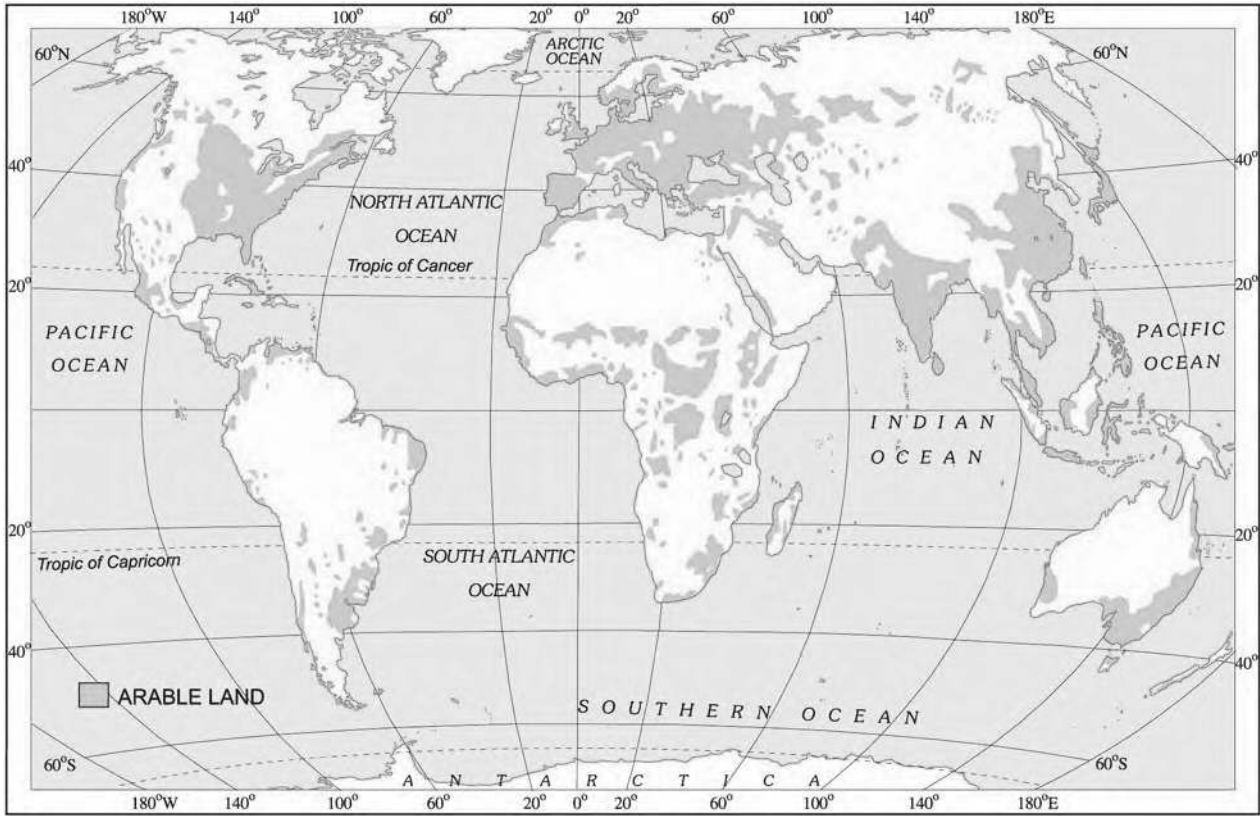 180°W 140° 100° 60° 20° 0° 20° 60° 100° 140° 180°E
60°N
ARCTIC
OCEAN
60°N
40°
40°
NORTH ATLANTIC
OCEAN
Tropic of Cancer
20°
20°
PACIFIC
OCEAN
PACIFIC
OCEAN
INDIAN
OCEAN
20°
20°
Tropic of Capricorn
SOUTH ATLANTIC
OCEAN
40°
40°
ARABLE LAND
SOUTHERN OCEAN
60°S
60°S
ANTARCTICA
180°W 140° 100° 60° 20° 0° 20° 60° 100° 140° 180°E